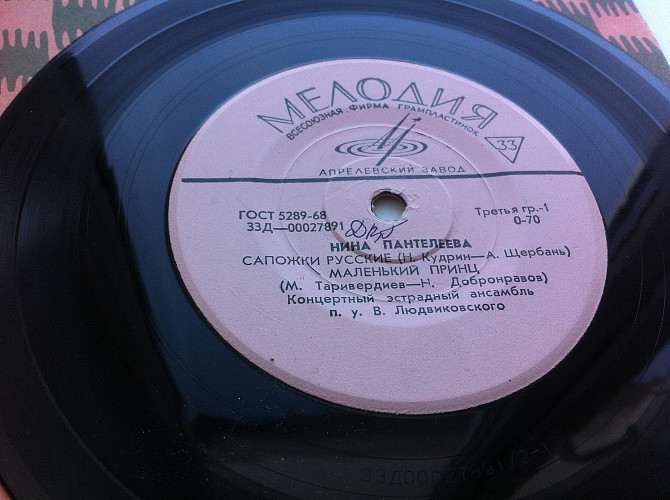 МЕЛОДИЯ
ВСЕСОЮЗНАЯ ФИРМА ГРАМПЛАСТИНОК
33
АПРЕЛЕВСКИЙ ЗАВОД
ГОСТ 5289-68
Третья гр.-1
33Д—00027891
0-70
НИНА ПАНТЕЛЕЕВА
САПОЖКИ РУССКИЕ (Н. Кудрин—А. Щербань)
МАЛЕНЬКИЙ ПРИНЦ
(М. Таривердиев—Н. Добронравов)
Концертный эстрадный ансамбль
п. у. В. Людвиковского